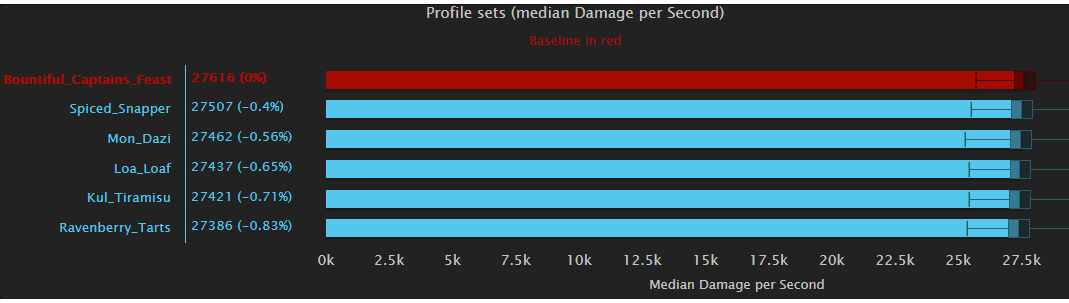 Profile sets (median Damage per Second)
Baseline in red
Bountiful_Captains_Feast 27616 (0%)
Spiced_Snapper 27507 (-0.4%)
Mon_Dazi 27462 (-0.56%)
Loa_Loaf 27437 (-0.65%)
Kul_Tiramisu 27421 (-0.71%)
Ravenberry_Tarts 27386 (-0.83%)
0k 2.5k 5k 7.5k 10k 12.5k 15k 17.5k 20k 22.5k 25k 27.5k
Median Damage per Second